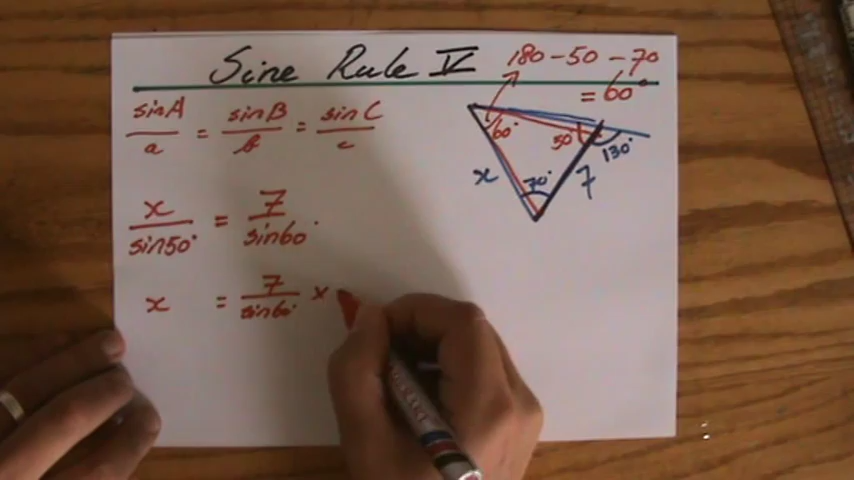 Sine Rule V
180 - 50 - 70
= 60°
sinA/a = sinB/b = sinC/c
60°
50°
130°
x
70°
7
x/sin50° = 7/sin60°
x = 7/sin60° ×